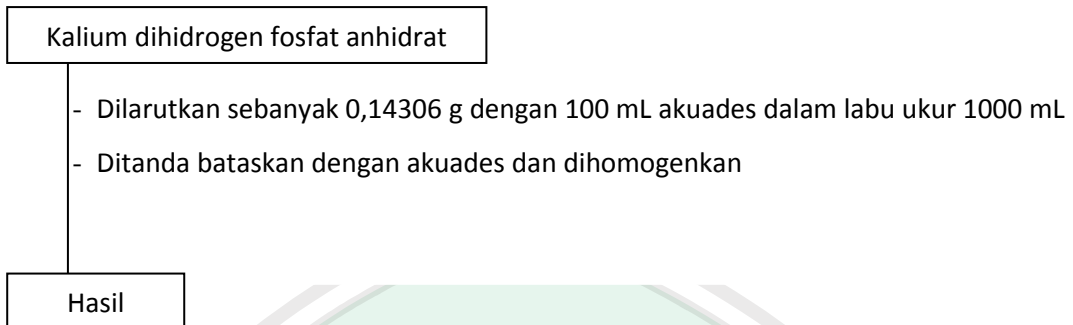 Kalium dihidrogen fosfat anhidrat
- Dilarutkan sebanyak 0,14306 g dengan 100 mL akuades dalam labu ukur 1000 mL
- Ditanda bataskan dengan akuades dan dihomogenkan
Hasil